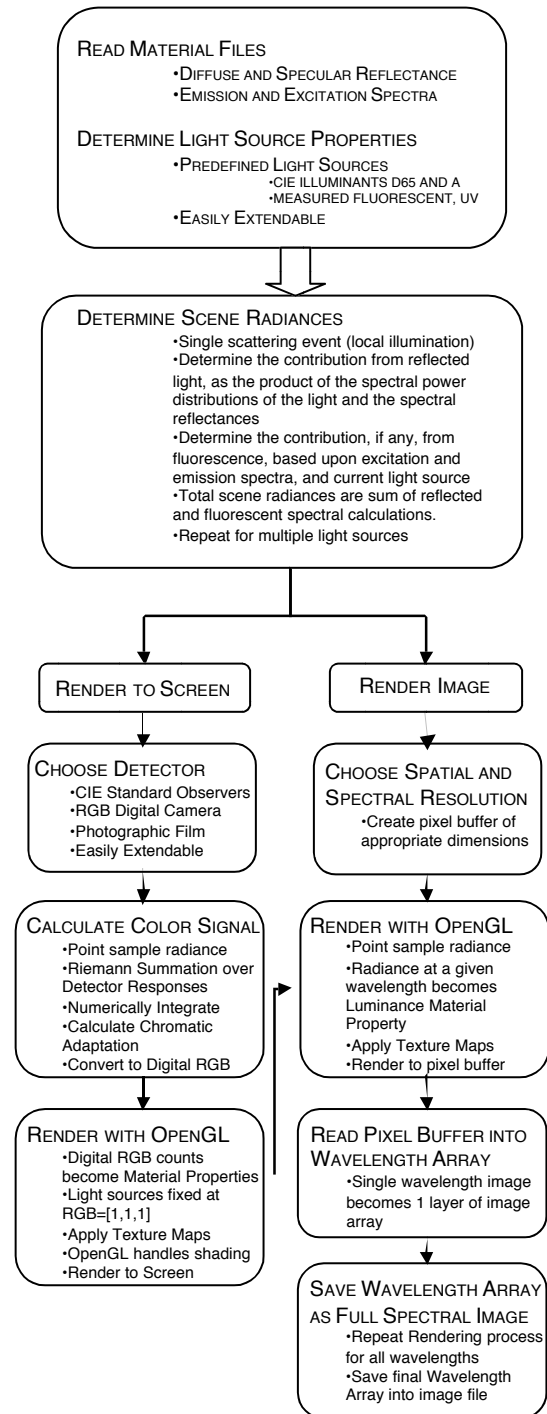 READ MATERIAL FILES
•DIFFUSE AND SPECULAR REFLECTANCE
•EMISSION AND EXCITATION SPECTRA
DETERMINE LIGHT SOURCE PROPERTIES
•PREDEFINED LIGHT SOURCES
•CIE ILLUMINANTS D65 AND A
•MEASURED FLUORESCENT, UV
•EASILY EXTENDABLE
DETERMINE SCENE RADIANCES
•Single scattering event (local illumination)
•Determine the contribution from reflected
light, as the product of the spectral power
distributions of the light and the spectral
reflectances
•Determine the contribution, if any, from
fluorescence, based upon excitation and
emission spectra, and current light source
•Total scene radiances are sum of reflected
and fluorescent spectral calculations.
•Repeat for multiple light sources
RENDER TO SCREEN
CHOOSE DETECTOR
•CIE Standard Observers
•RGB Digital Camera
•Photographic Film
•Easily Extendable
CALCULATE COLOR SIGNAL
•Point sample radiance
•Riemann Summation over
Detector Responses
•Numerically Integrate
•Calculate Chromatic
Adaptation
•Convert to Digital RGB
RENDER WITH OPENGL
•Digital RGB counts
become Material Properties
•Light sources fixed at
RGB=[1,1,1]
•Apply Texture Maps
•OpenGL handles shading
•Render to Screen
RENDER IMAGE
CHOOSE SPATIAL AND
SPECTRAL RESOLUTION
•Create pixel buffer of
appropriate dimensions
RENDER WITH OPENGL
•Point sample radiance
•Radiance at a given
wavelength becomes
Luminance Material
Property
•Apply Texture Maps
•Render to pixel buffer
READ PIXEL BUFFER INTO
WAVELENGTH ARRAY
•Single wavelength image
becomes 1 layer of image
array
SAVE WAVELENGTH ARRAY
AS FULL SPECTRAL IMAGE
•Repeat Rendering process
for all wavelengths
•Save final Wavelength
Array into image file